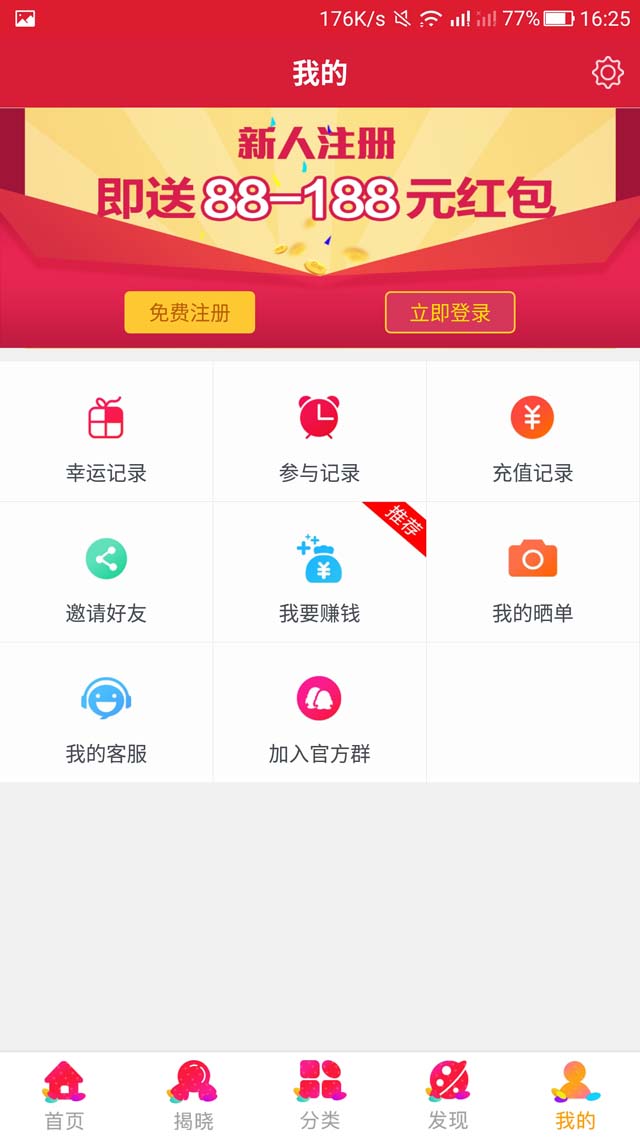 176K/s 77% 16:25
我的
新人注册
即送88-188元红包
免费注册 立即登录
幸运记录 参与记录 充值记录
推荐
邀请好友 我要赚钱 我的晒单
我的客服 加入官方群
首页 揭晓 分类 发现 我的